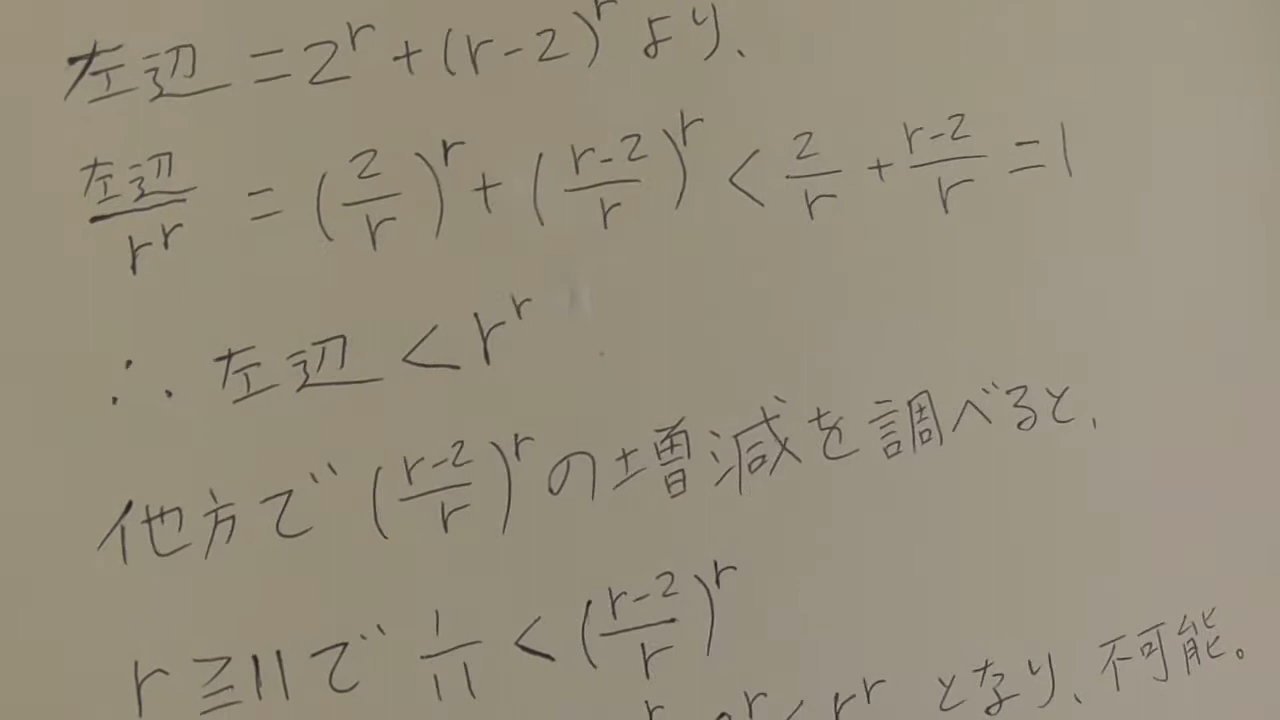 左辺 = 2^r + (r-2)^r より、
左辺/r^r = (2/r)^r + ((r-2)/r)^r < 2/r + (r-2)/r = 1
∴ 左辺 < r^r
他方で ((r-2)/r)^r の増減を調べると、
r ≧ 11 で 1/11 < ((r-2)/r)^r
< r^r となり、不可能。